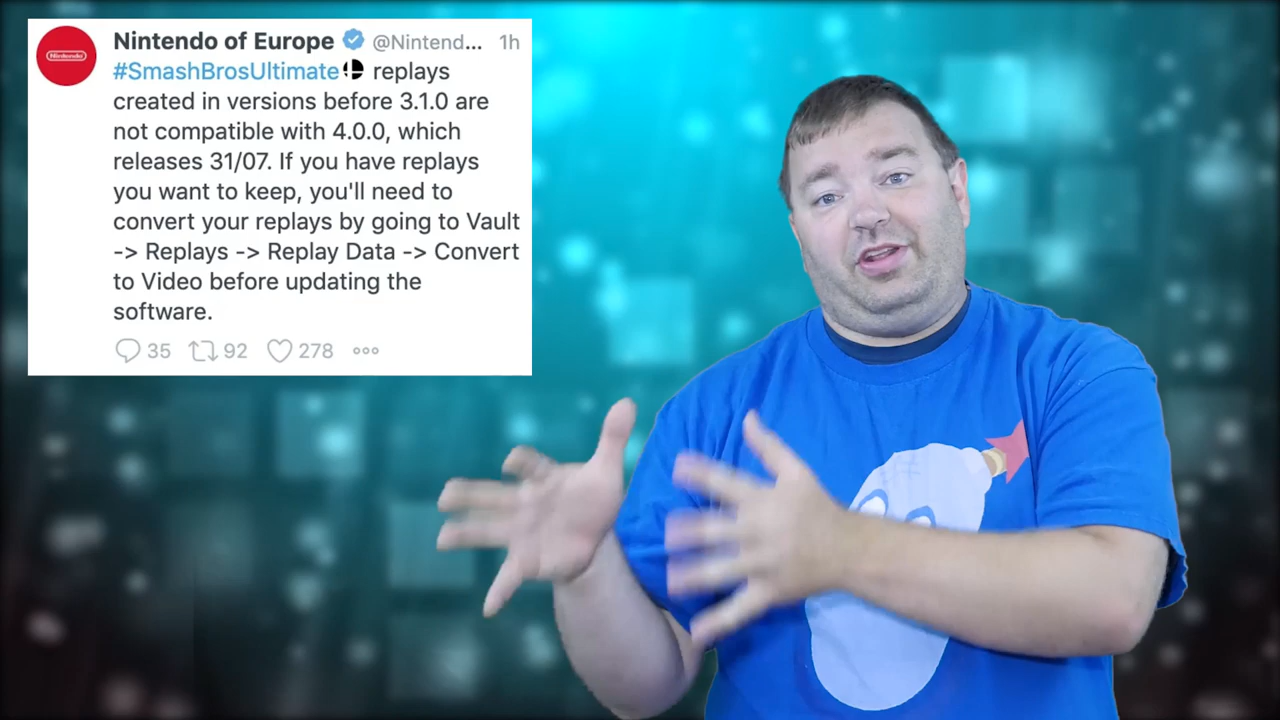 Nintendo
Nintendo of Europe @Nintend... 1h
#SmashBrosUltimate replays
created in versions before 3.1.0 are
not compatible with 4.0.0, which
releases 31/07. If you have replays
you want to keep, you'll need to
convert your replays by going to Vault
-> Replays -> Replay Data -> Convert
to Video before updating the
software.
35 92 278